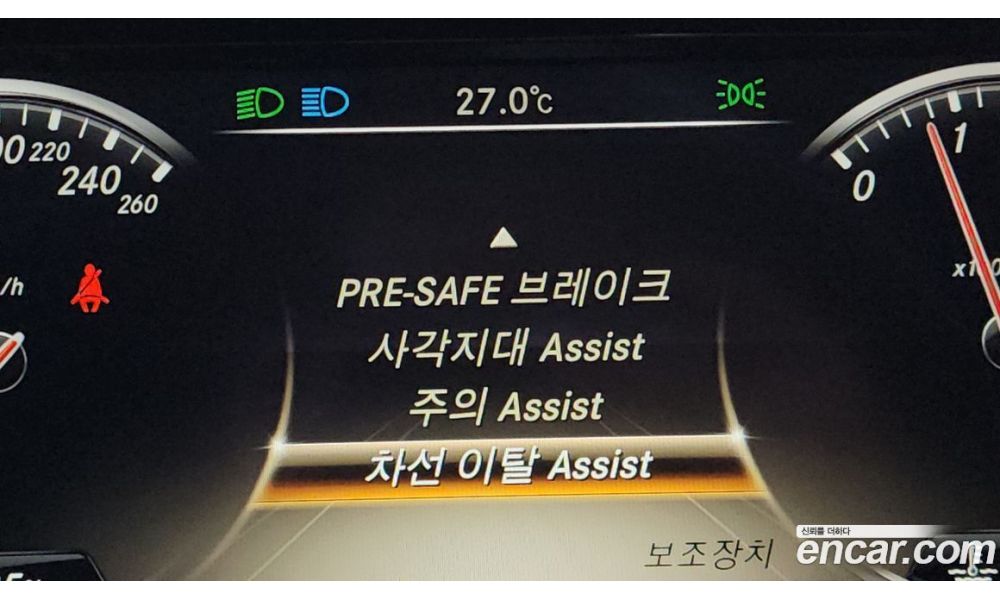 27.0℃
220
240
260
/h
0
1
PRE-SAFE 브레이크
사각지대 Assist
주의 Assist
차선 이탈 Assist
보조장치
신뢰를 더하다
encar.com